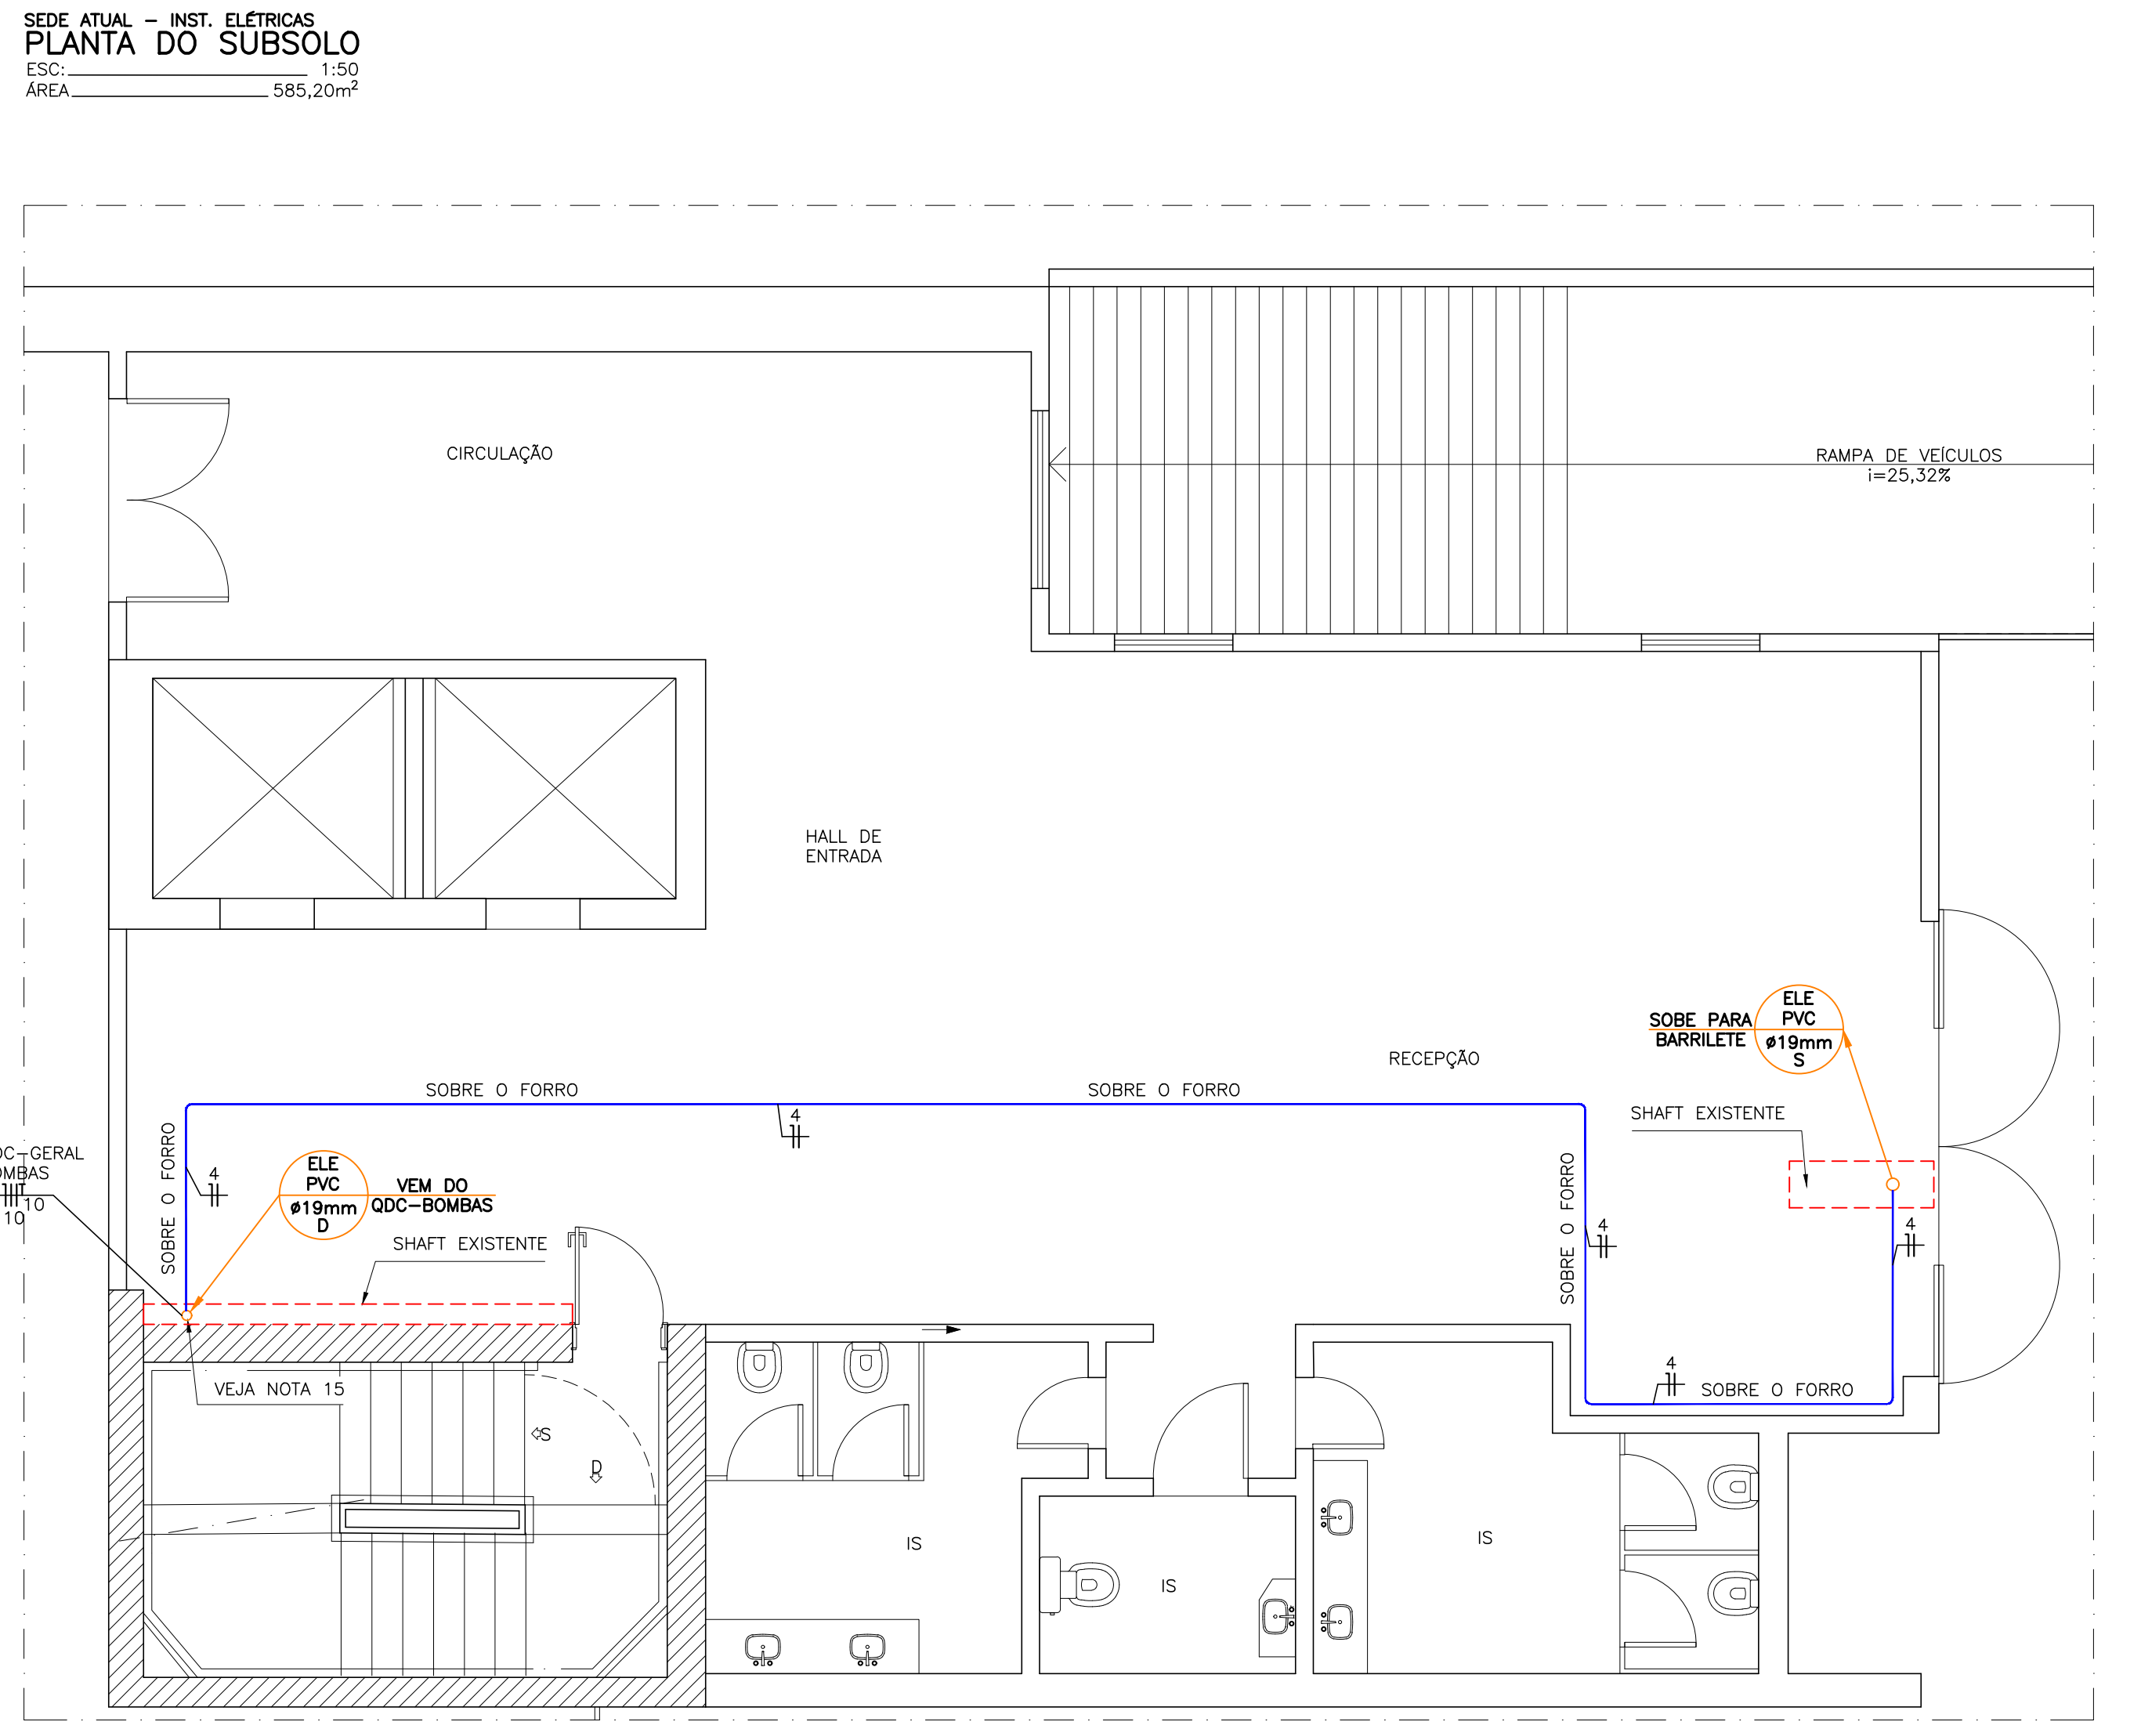 SEDE ATUAL – INST. ELÉTRICAS
PLANTA DO SUBSOLO
ESC: 1:50
ÁREA 585,20m²
CIRCULAÇÃO
RAMPA DE VEÍCULOS
i=25,32%
HALL DE
ENTRADA
RECEPÇÃO
SOBE PARA
BARRILETE
ELE
PVC
ø19mm
S
SHAFT EXISTENTE
SOBRE O FORRO
SOBRE O FORRO
4
SOBRE O FORRO
4
-GERAL
10
10
ELE
PVC
ø19mm
D
VEM DO
QDC–BOMBAS
SHAFT EXISTENTE
SOBRE O FORRO
4
4
4
SOBRE O FORRO
VEJA NOTA 15
S
D
IS
IS
IS